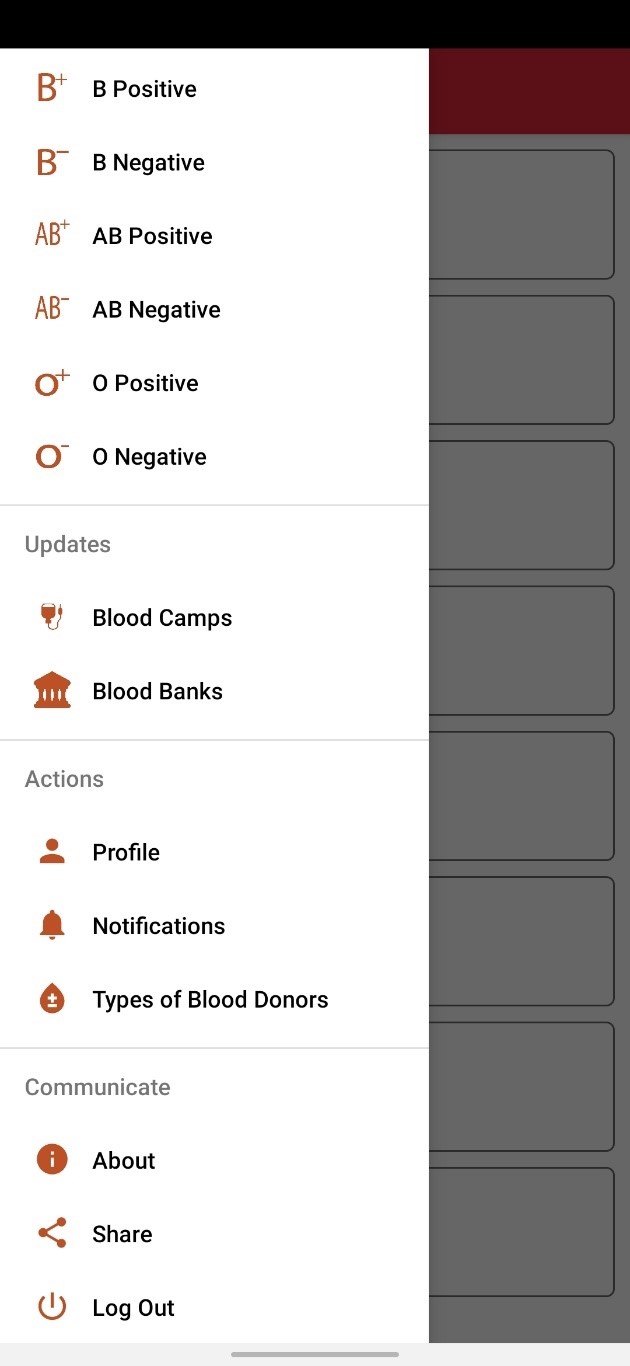 B+ B Positive
B- B Negative
AB+ AB Positive
AB- AB Negative
O+ O Positive
O- O Negative
Updates
Blood Camps
Blood Banks
Actions
Profile
Notifications
Types of Blood Donors
Communicate
About
Share
Log Out